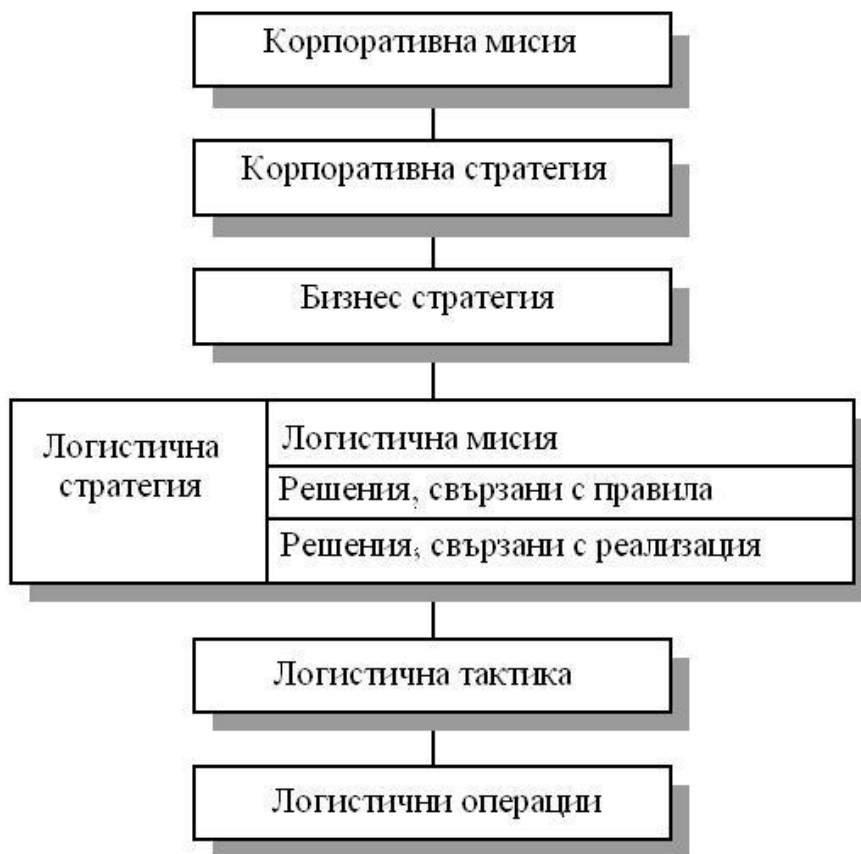 Корпоративна мисия
Корпоративна стратегия
Бизнес стратегия
Логистична
стратегия
Логистична мисия
Решения, свързани с правила
Решения, свързани с реализация
Логистична тактика
Логистични операции